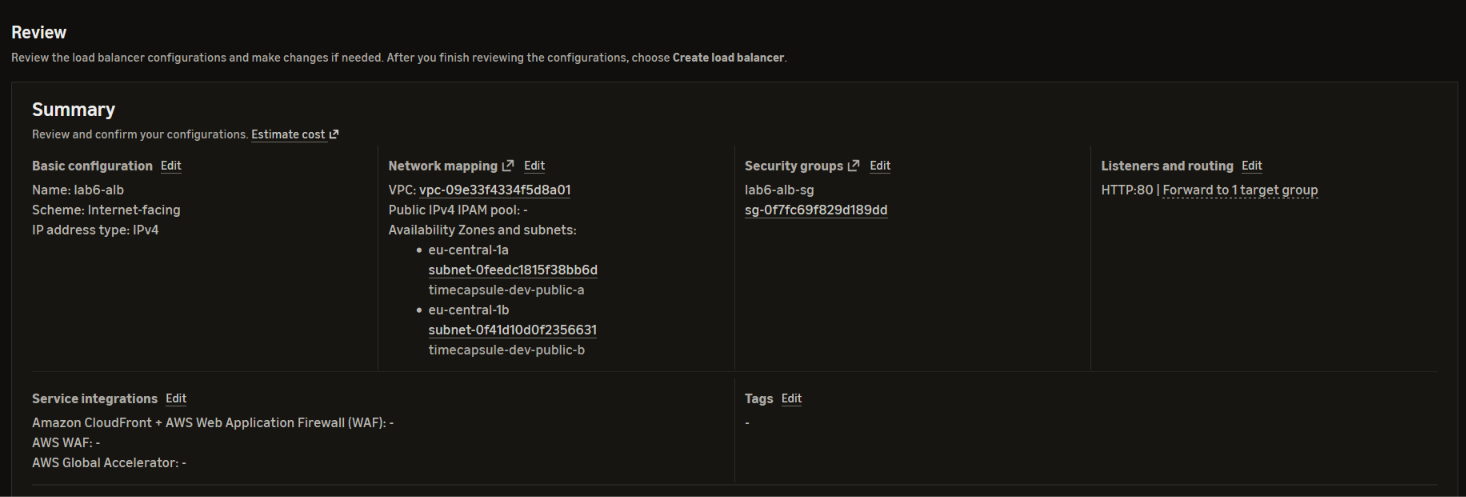 Review
Review the load balancer configurations and make changes if needed. After you finish reviewing the configurations, choose Create load balancer.
Summary
Review and confirm your configurations. Estimate cost
Basic configuration Edit
Name: lab6-alb
Scheme: Internet-facing
IP address type: IPv4
Network mapping Edit
VPC: vpc-09e33f4334f5d8a01
Public IPv4 IPAM pool: -
Availability Zones and subnets:
• eu-central-1a
subnet-0feedc1815f38bb6d
timecapsule-dev-public-a
• eu-central-1b
subnet-0f41d10d0f2356631
timecapsule-dev-public-b
Security groups Edit
lab6-alb-sg
sg-0f7fc69f829d189dd
Listeners and routing Edit
HTTP:80 | Forward to 1 target group
Service integrations Edit
Amazon CloudFront + AWS Web Application Firewall (WAF): -
AWS WAF: -
AWS Global Accelerator: -
Tags Edit
-